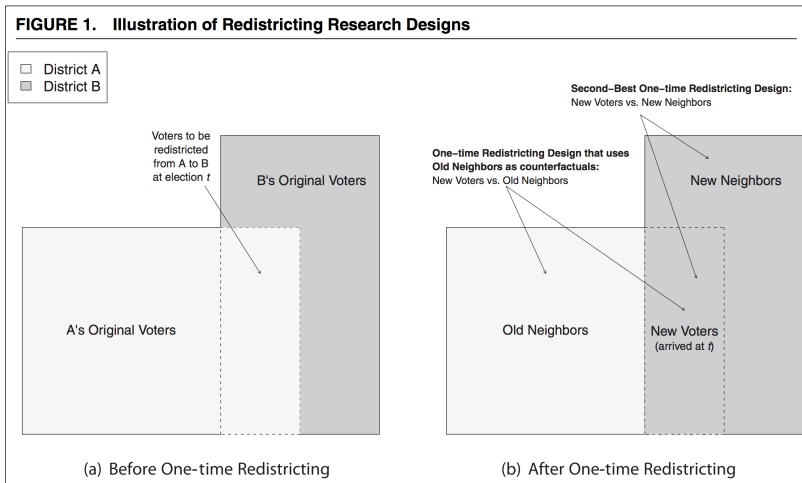 FIGURE 1. Illustration of Redistricting Research Designs
District A
District B
Voters to be
redistricted
from A to B
at election t
B's Original Voters
A's Original Voters
(a) Before One-time Redistricting
Second–Best One–time Redistricting Design:
New Voters vs. New Neighbors
One–time Redistricting Design that uses
Old Neighbors as counterfactuals:
New Voters vs. Old Neighbors
New Neighbors
Old Neighbors
New Voters
(arrived at t)
(b) After One-time Redistricting